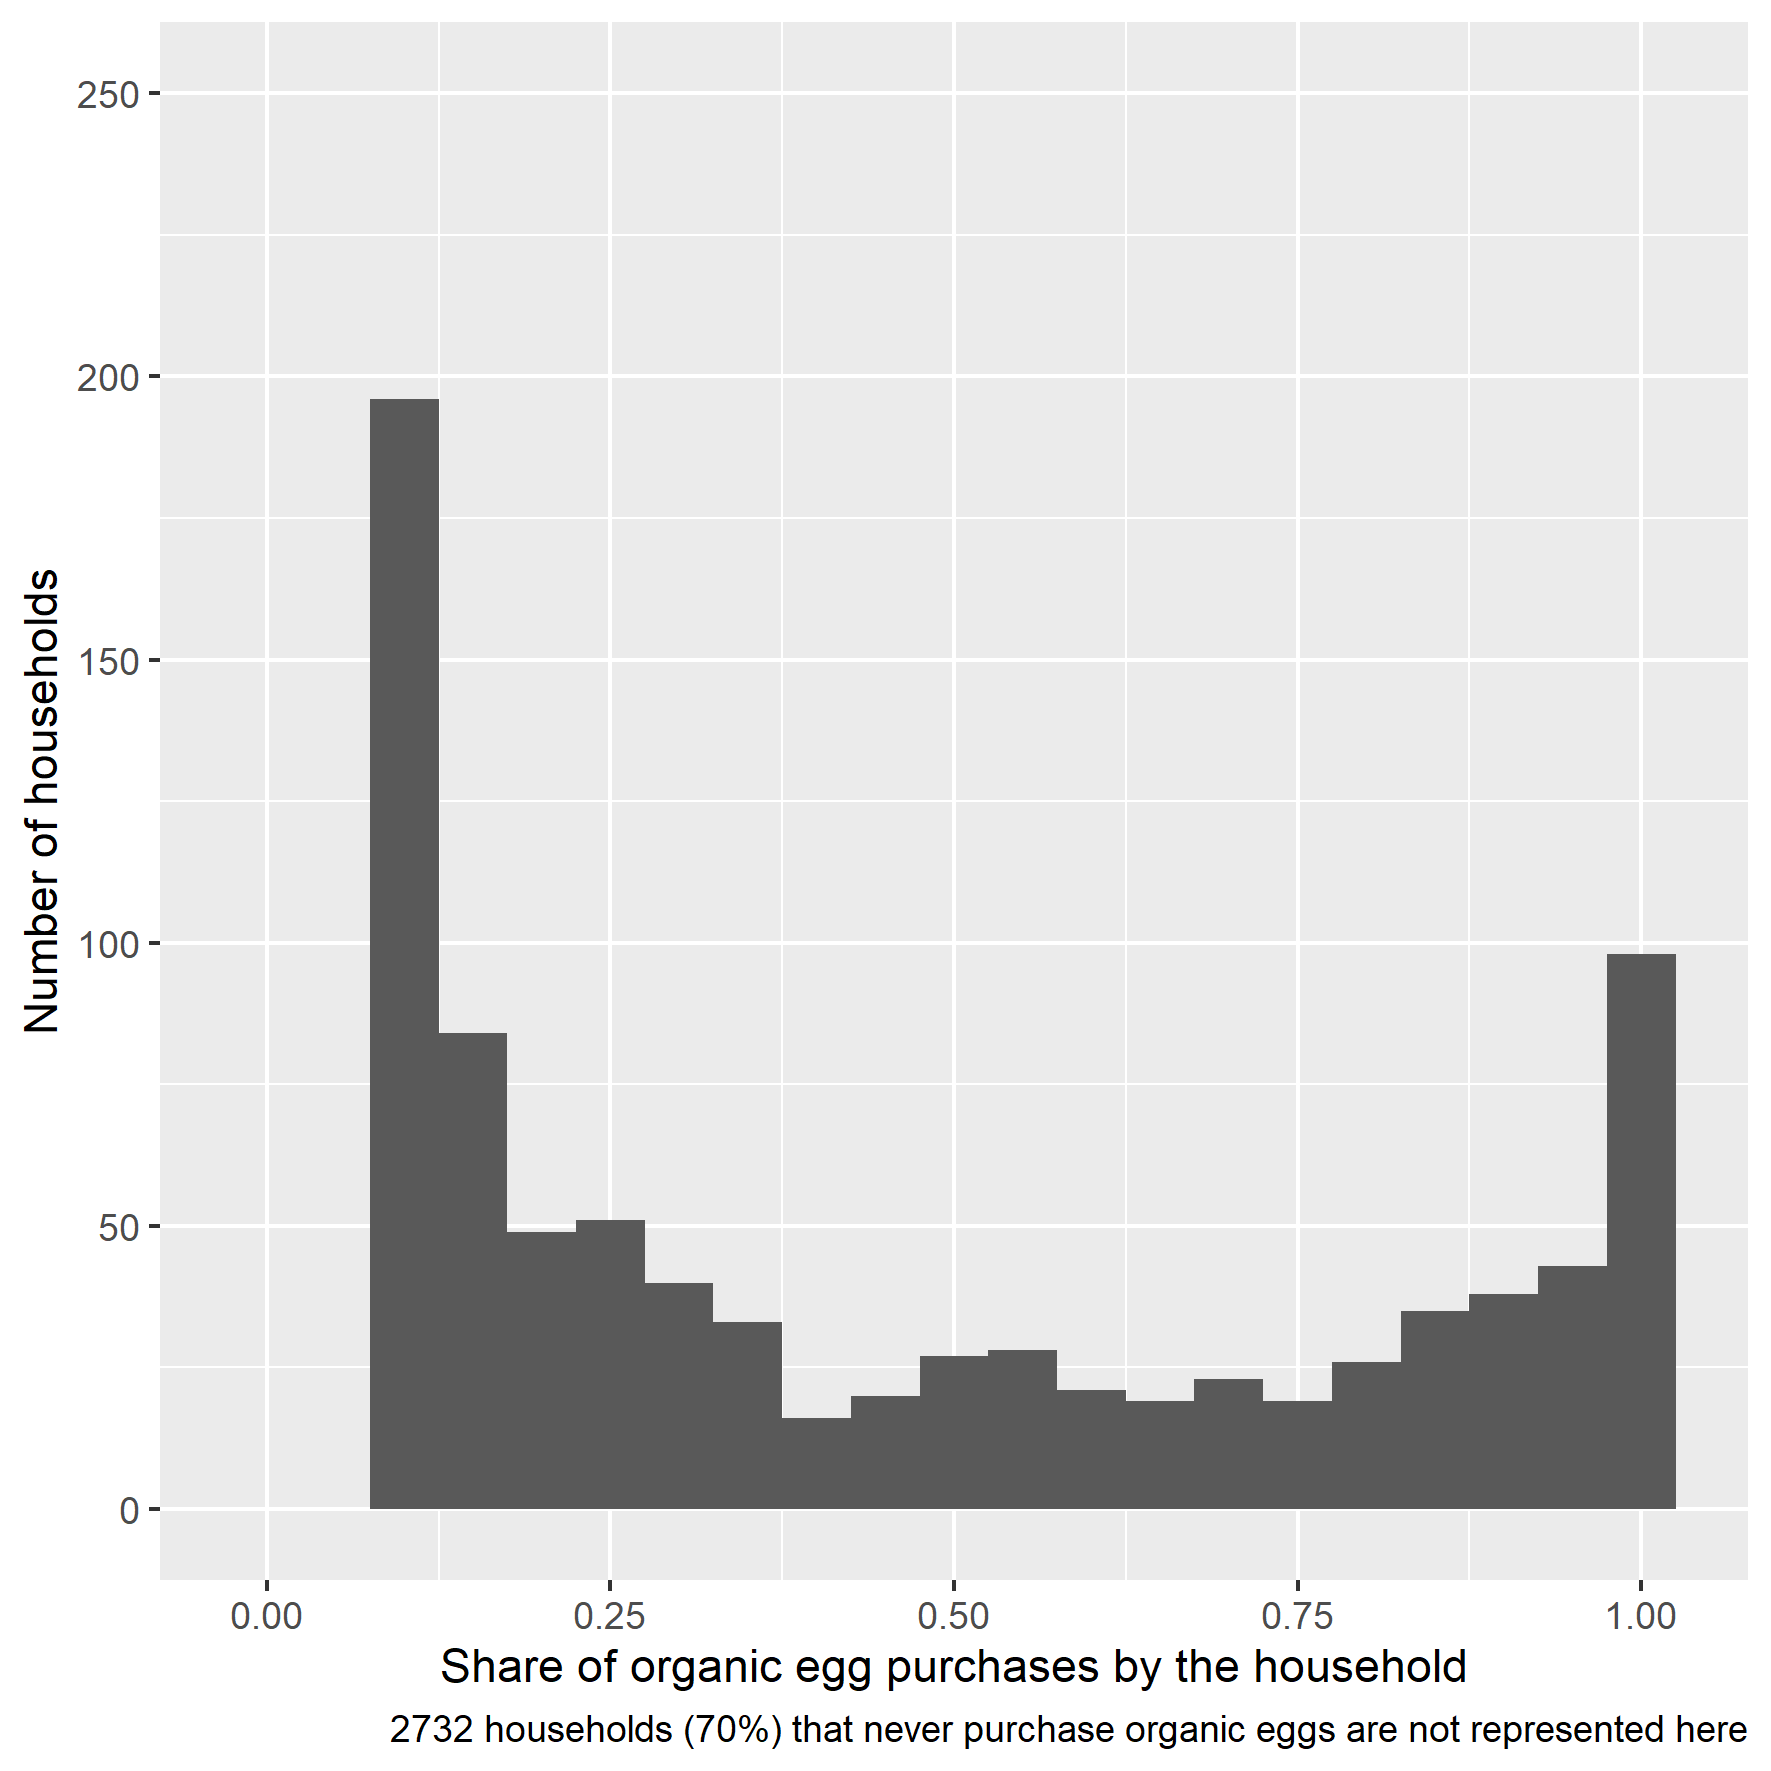 250
200
150
100
50
0
Number of households
0.00 0.25 0.50 0.75 1.00
Share of organic egg purchases by the household
2732 households (70%) that never purchase organic eggs are not represented here